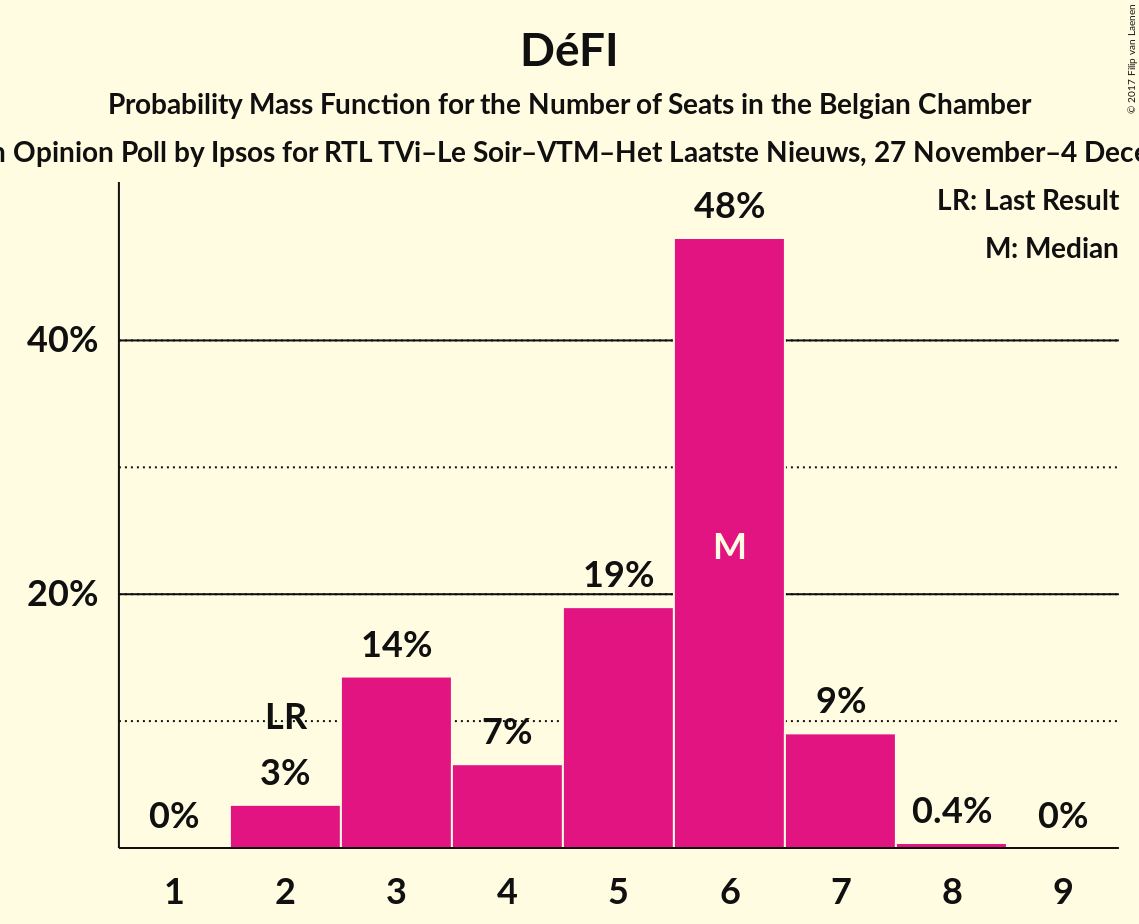 DéFI
Probability Mass Function for the Number of Seats in the Belgian Chamber
Opinion Poll by Ipsos for RTL TVi–Le Soir–VTM–Het Laatste Nieuws, 27 November–4
© 2017 Filip van Laenen
LR: Last Result
M: Median
48%
40%
M
19%
20%
14%
9%
LR
7%
3%
0%
0.4%
0%
1 2 3 4 5 6 7 8 9